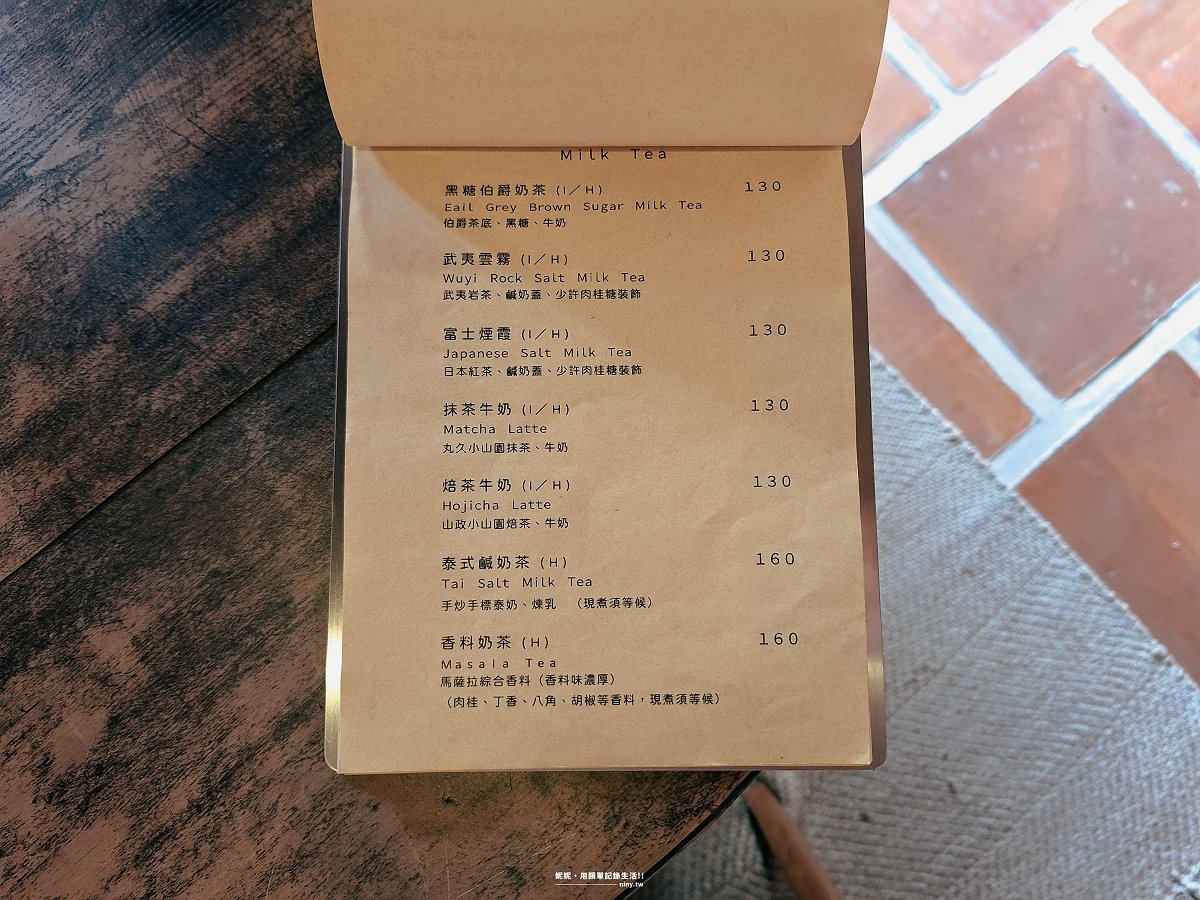 Milk Tea
黑糖伯爵奶茶 (I／H) 130
Eail Grey Brown Sugar Milk Tea
伯爵茶底、黑糖、牛奶
武夷雲霧 (I／H) 130
Wuyi Rock Salt Milk Tea
武夷岩茶、鹹奶蓋、少許肉桂糖裝飾
富士煙霞 (I／H) 130
Japanese Salt Milk Tea
日本紅茶、鹹奶蓋、少許肉桂糖裝飾
抹茶牛奶 (I／H) 130
Matcha Latte
丸久小山園抹茶、牛奶
焙茶牛奶 (I／H) 130
Hojicha Latte
山政小山園焙茶、牛奶
泰式鹹奶茶 (H) 160
Tai Salt Milk Tea
手炒手標泰奶、煉乳 （現煮須等候）
香料奶茶 (H) 160
Masala Tea
馬薩拉綜合香料（香料味濃厚）
（肉桂、丁香、八角、胡椒等香料，現煮須等候）
妮妮。用顆單記錄生活!!
niny.tw